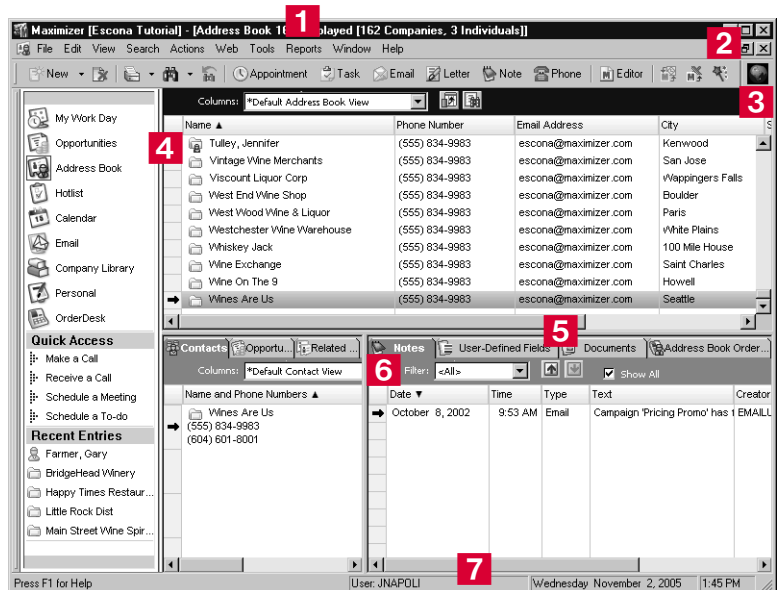 Maximizer [Escona Tutorial] - [Address Book 16 1 played [162 Companies, 3 Individuals]]
File Edit View Search Actions Web Tools Reports Window Help 2
New Appointment Task Email Letter Note Phone Editor
3
Columns: *Default Address Book View
Name Phone Number Email Address City S
4
Tulley, Jennifer (555) 834-9983 escona@maximizer.com Kenwood
Vintage Wine Merchants (555) 834-9983 escona@maximizer.com San Jose
Viscount Liquor Corp (555) 834-9983 escona@maximizer.com Wappingers Falls
West End Wine Shop (555) 834-9983 escona@maximizer.com Boulder
West Wood Wine & Liquor (555) 834-9983 escona@maximizer.com Paris
Westchester Wine Warehouse (555) 834-9983 escona@maximizer.com White Plains
Whiskey Jack (555) 834-9983 escona@maximizer.com 100 Mile House
Wine Exchange (555) 834-9983 escona@maximizer.com Saint Charles
Wine On The 9 (555) 834-9983 escona@maximizer.com Howell
Wines Are Us (555) 834-9983 escona@maximizer.com Seattle
My Work Day
Opportunities
Address Book
Hotlist
Calendar
Email
Company Library
Personal
OrderDesk
Quick Access
Make a Call
Receive a Call
Schedule a Meeting
Schedule a To-do
Recent Entries
Farmer, Gary
BridgeHead Winery
Happy Times Restaur...
Little Rock Dist
Main Street Wine Spir...
Contacts Opportu... Related ...
Columns: *Default Contact View
Name and Phone Numbers
Wines Are Us
(555) 834-9983
(604) 601-8001
5
Notes User-Defined Fields Documents Address Book Order...
6
Filter: <All> Show All
Date Time Type Text Creator
October 8, 2002 9:53 AM Email Campaign 'Pricing Promo' has t EMAILU
7
Press F1 for Help User: JNAPOLI Wednesday November 2, 2005 1:45 PM